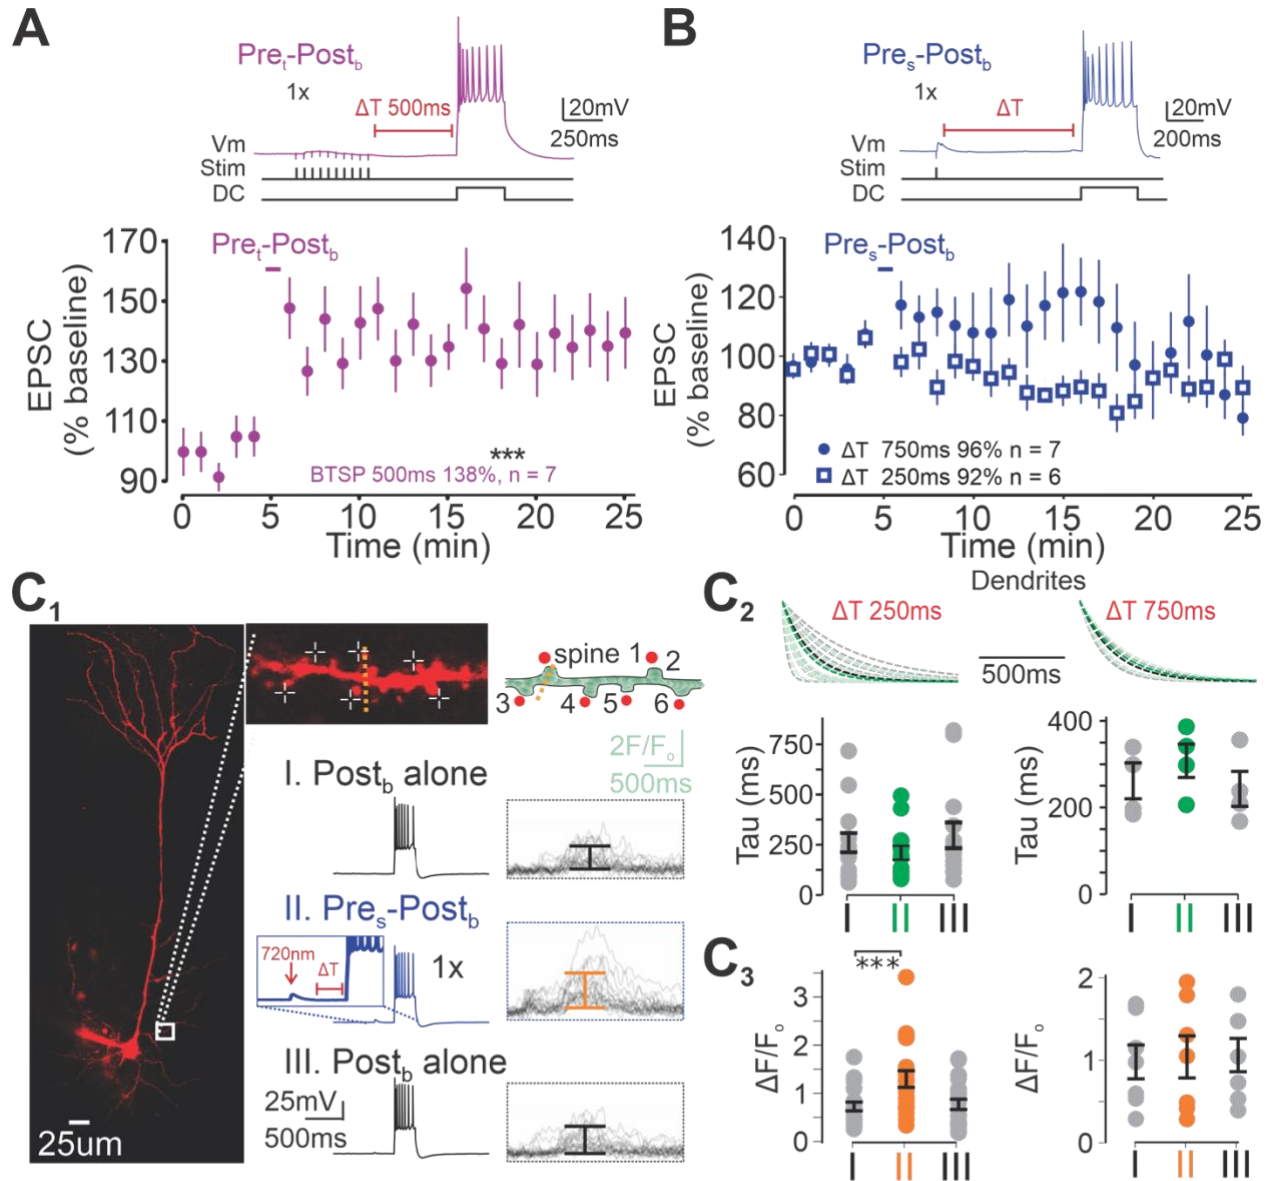 A
Pret-Postb
1x
ΔT 500ms
20mV
250ms
Vm
Stim
DC
170
150
130
110
90
EPSC
(% baseline)
Pret-Postb
***
BTSP 500ms 138%, n = 7
0 5 10 15 20 25
Time (min)
B
Pres-Postb
1x
ΔT
20mV
200ms
Vm
Stim
DC
140
120
100
80
60
EPSC
(% baseline)
Pres-Postb
ΔT 750ms 96% n = 7
ΔT 250ms 92% n = 6
0 5 10 15 20 25
Time (min)
C1
25um
spine 1 2
3 4 5 6
2F/Fo
500ms
I. Postb alone
II. Pres-Postb
720nm
ΔT
1x
III. Postb alone
25mV
500ms
C2
Dendrites
ΔT 250ms
ΔT 750ms
500ms
Tau (ms)
750
500
250
0
I II III
Tau (ms)
400
200
0
I II III
C3
***
ΔF/Fo
3
2
1
0
I II III
ΔF/Fo
2
1
0
I II III